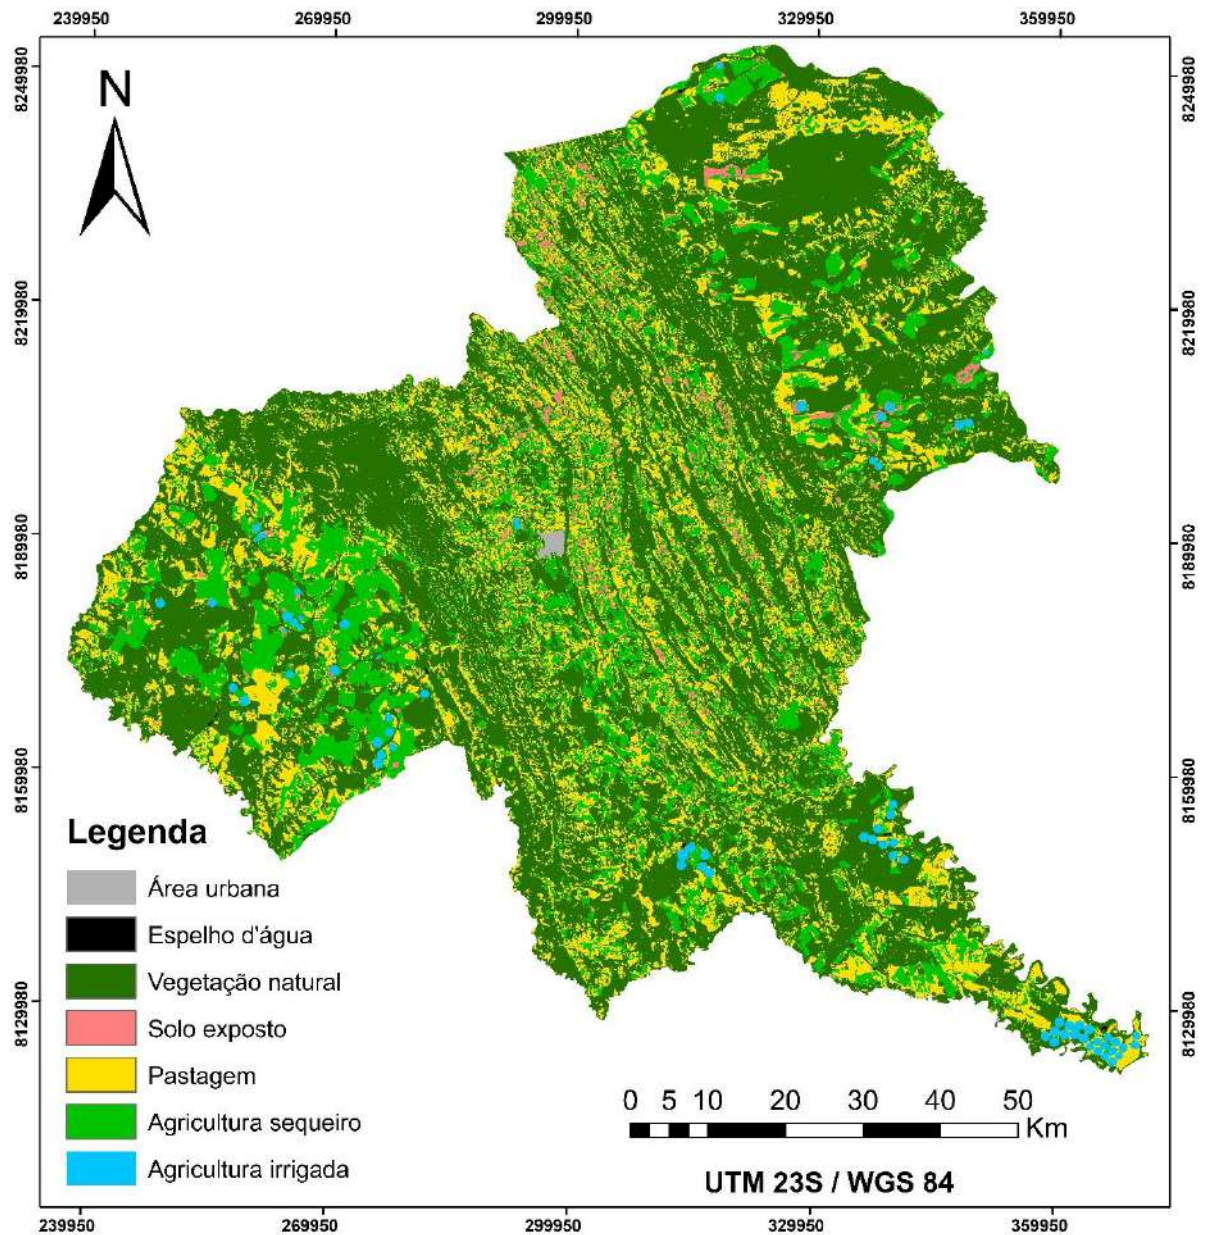 239950 269950 299950 329950 359950
8249980 8249980
N
8219980 8219980
8189980 8189980
8159980 8159980
Legenda
Área urbana
Espelho d'água
Vegetação natural
Solo exposto
Pastagem
Agricultura sequeiro
Agricultura irrigada
8129980 8129980
0 5 10 20 30 40 50
Km
UTM 23S / WGS 84
239950 269950 299950 329950 359950